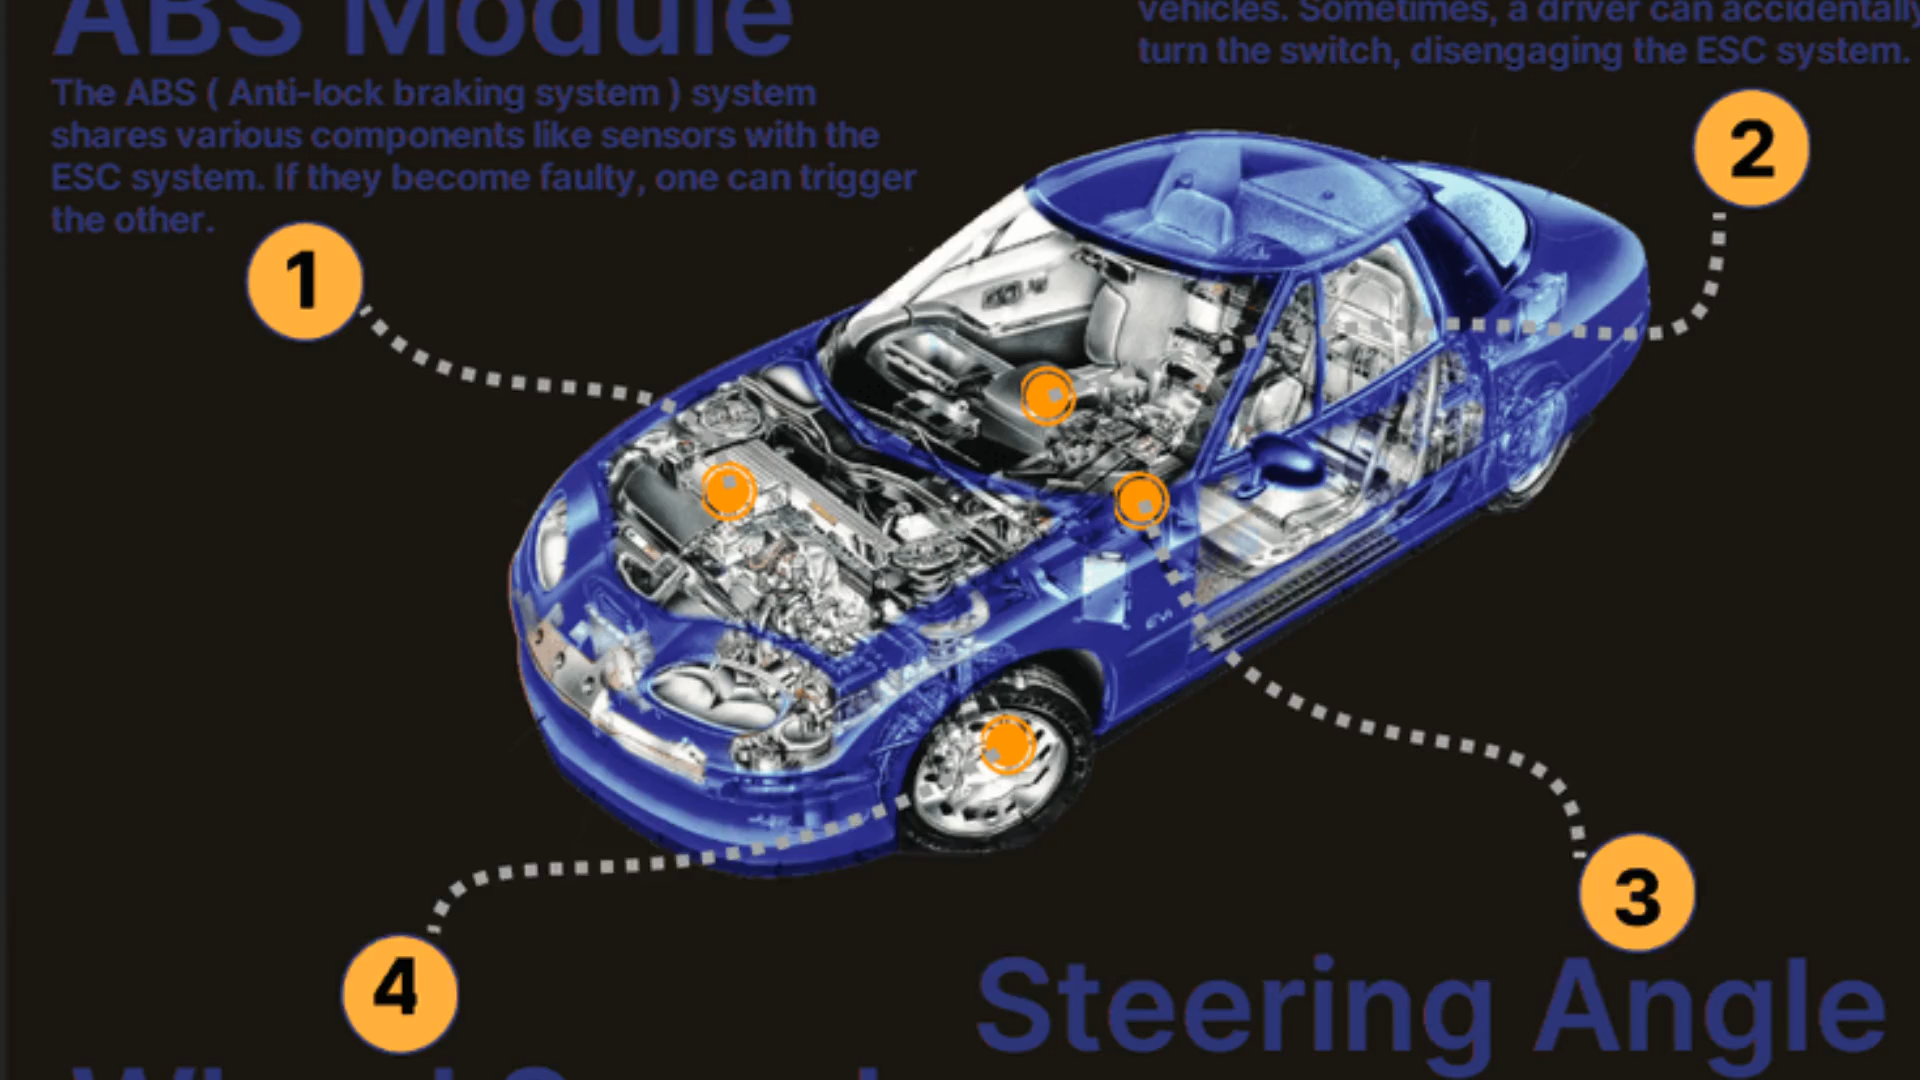 ABS Module
The ABS ( Anti-lock braking system ) system
shares various components like sensors with the
ESC system. If they become faulty, one can trigger
the other.
vehicles. Sometimes, a driver can accidentally
turn the switch, disengaging the ESC system.
1
2
3
4
Steering Angle